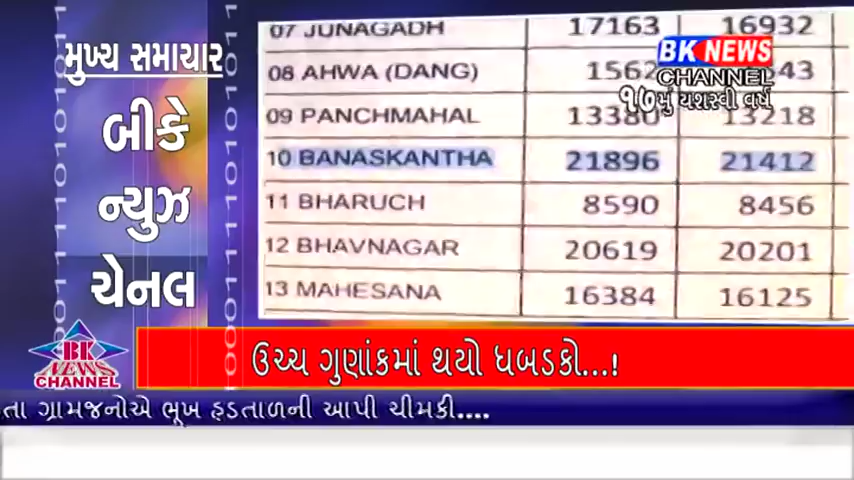 મુખ્ય સમાચાર
બીકે
ન્યુઝ
ચેનલ
07 JUNAGADH 17163 16932
08 AHWA (DANG)
09 PANCHMAHAL 13380 13218
10 BANASKANTHA 21896 21412
11 BHARUCH 8590 8456
12 BHAVNAGAR 20619 20201
13 MAHESANA 16384 16125
BK NEWS
CHANNEL
૧૭મું યશસ્વી વર્ષ
BK
NEWS
CHANNEL
ઉચ્ચ ગુણાંકમાં થયો ધબડકો...!
ગ્રામજનોએ ભૂખ હડતાળની આપી ચીમકી....